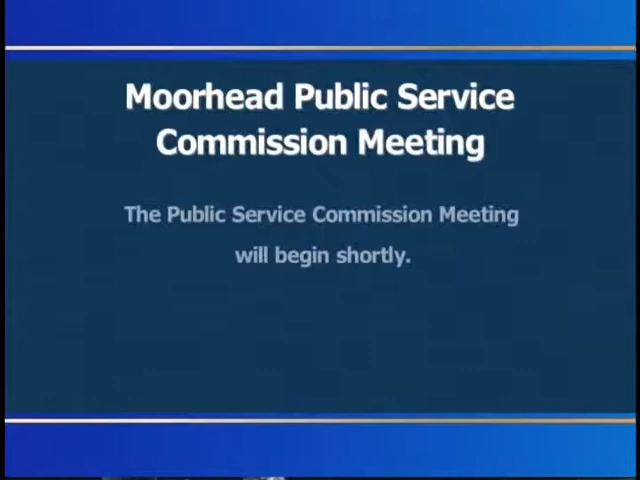 Moorhead Public Service
Commission Meeting
The Public Service Commission Meeting
will begin shortly.